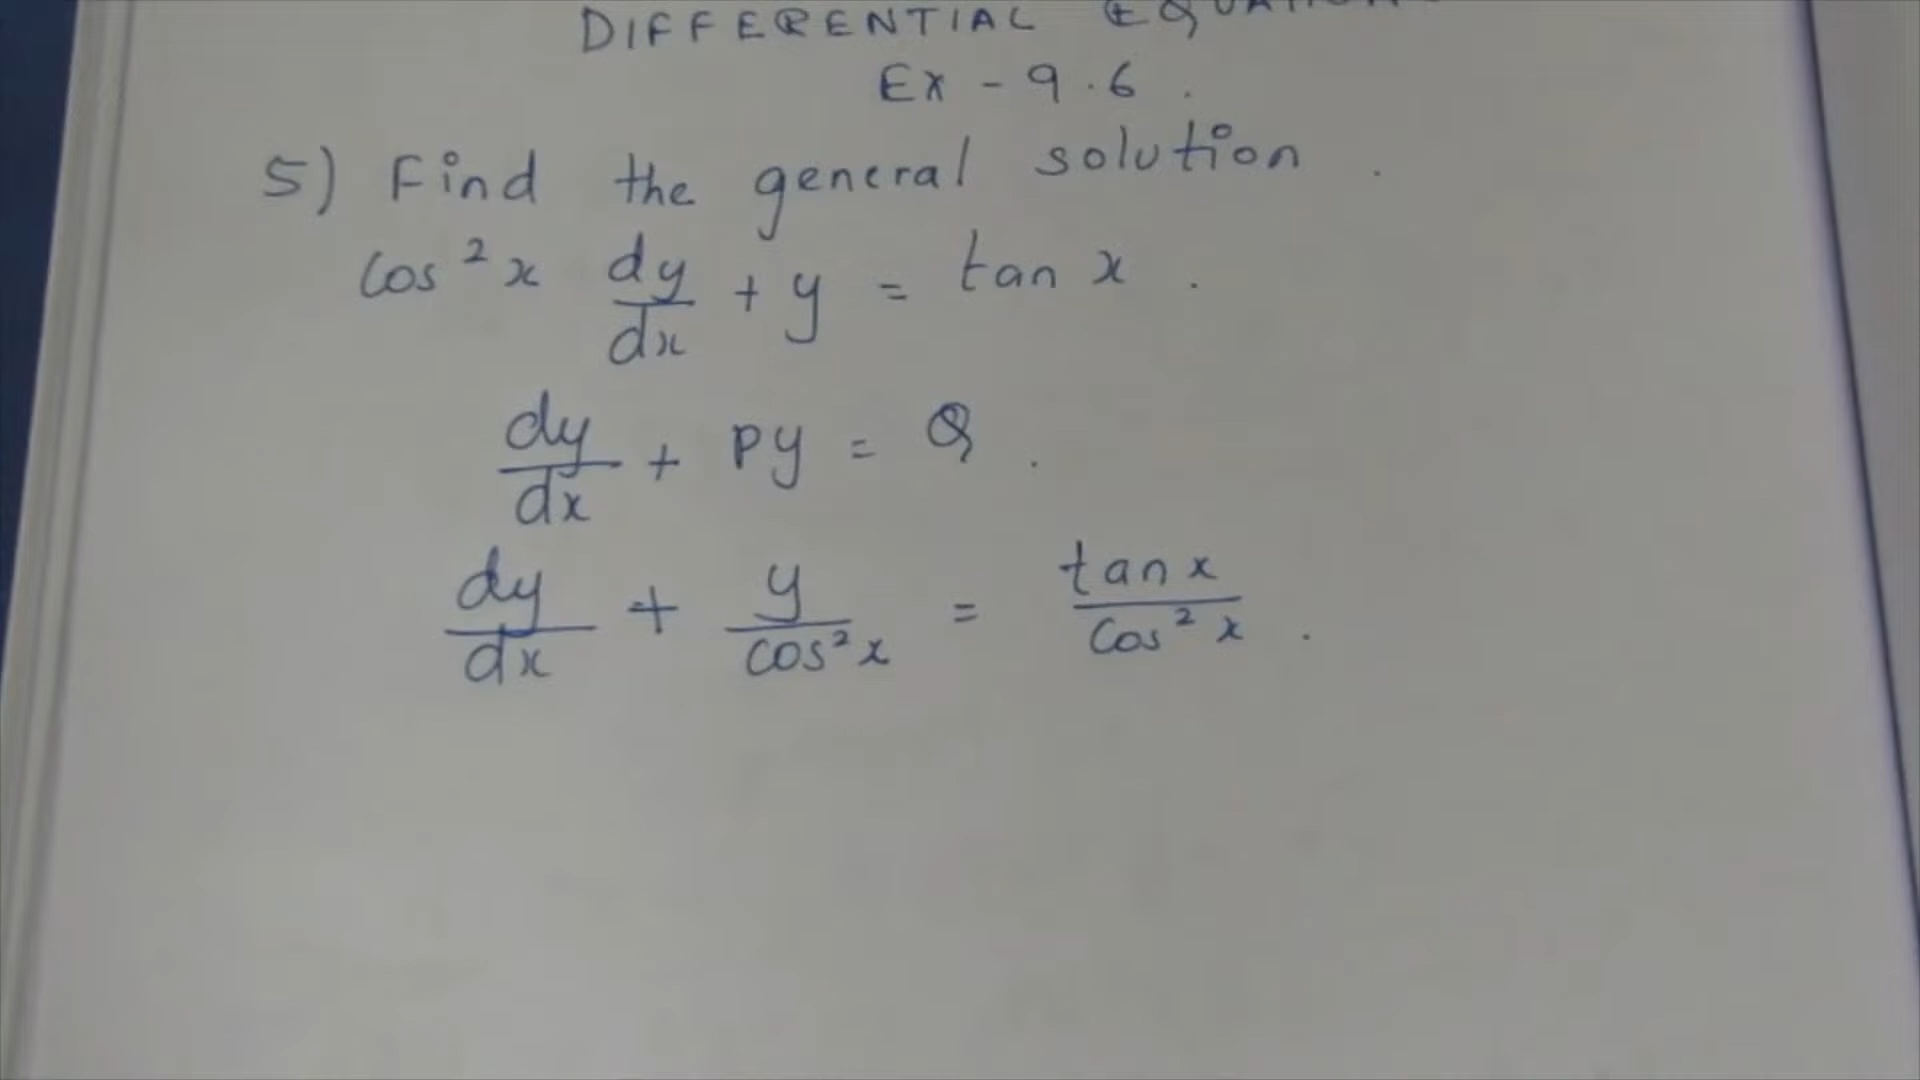 DIFFERENTIAL EQUATION
Ex - 9.6.
5) Find the general solution.
cos²x dy/dx + y = tan x.
dy/dx + Py = Q.
dy/dx + y/cos²x = tan x/cos²x.